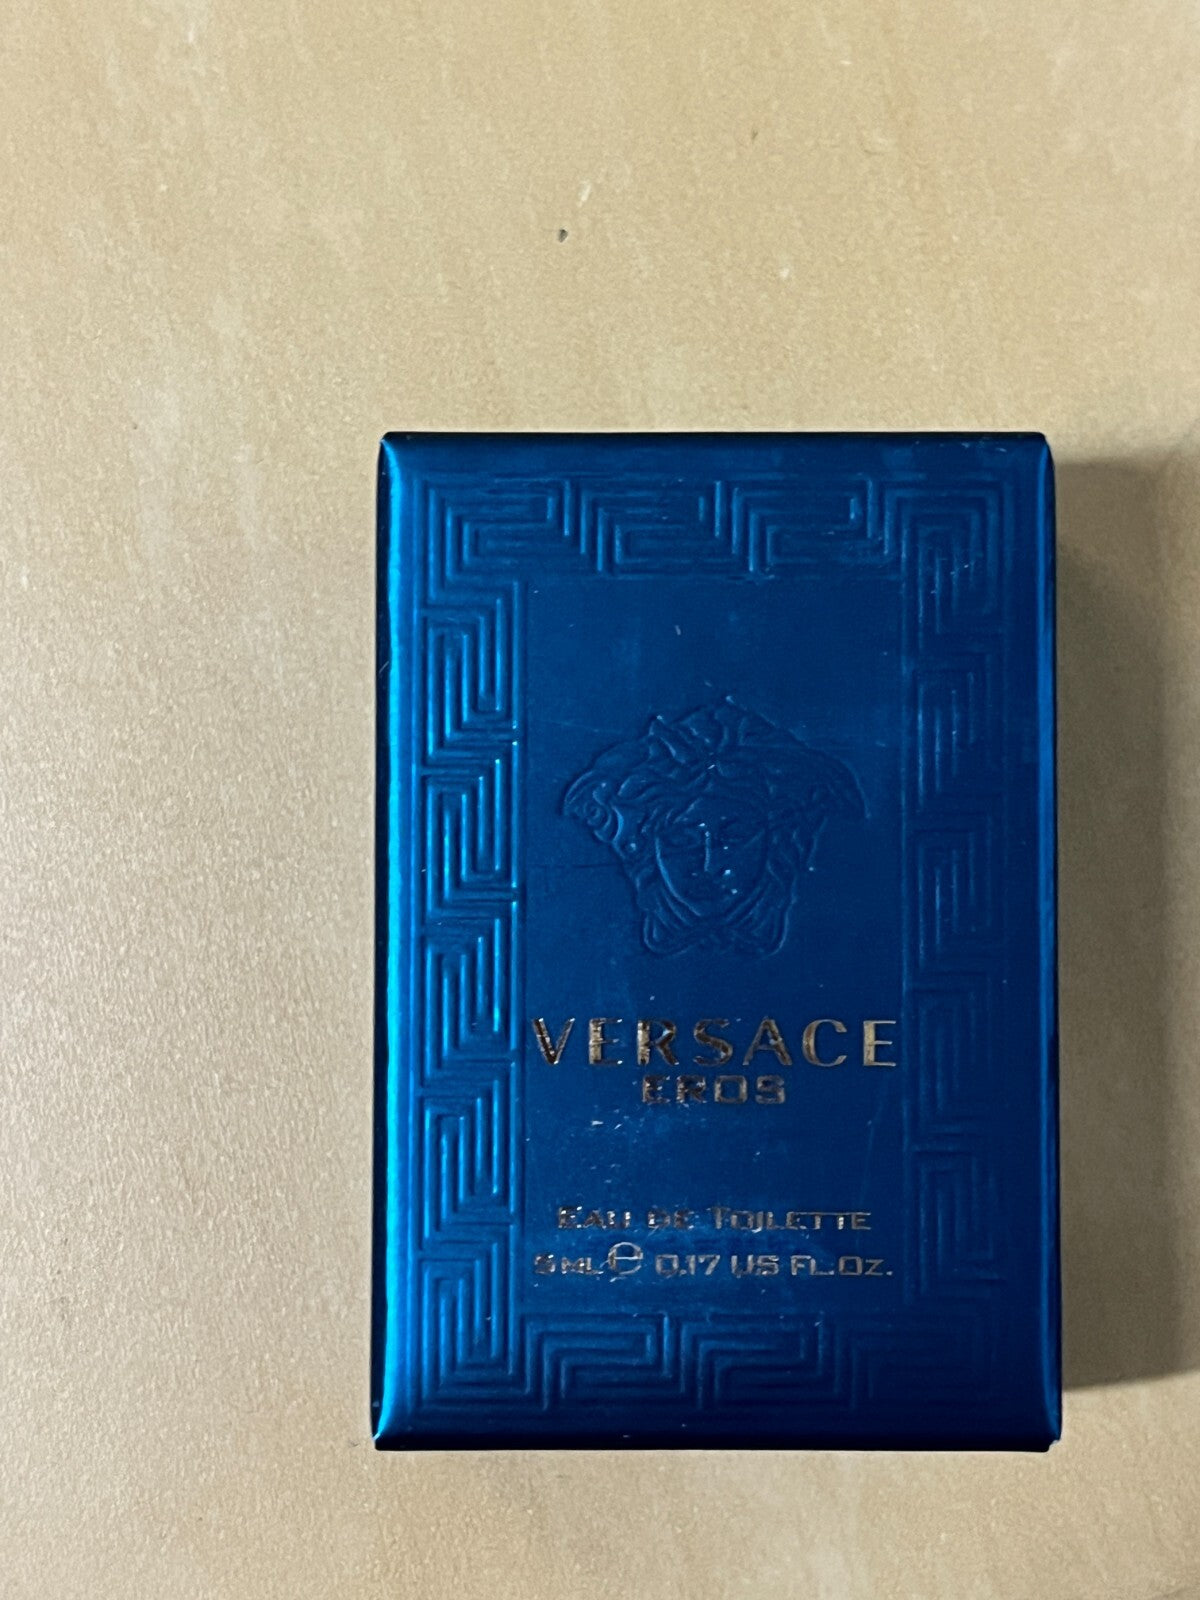 VERSACE
EROS
EAU DE TOILETTE
5 ML ℮ 0.17 US FL.OZ.